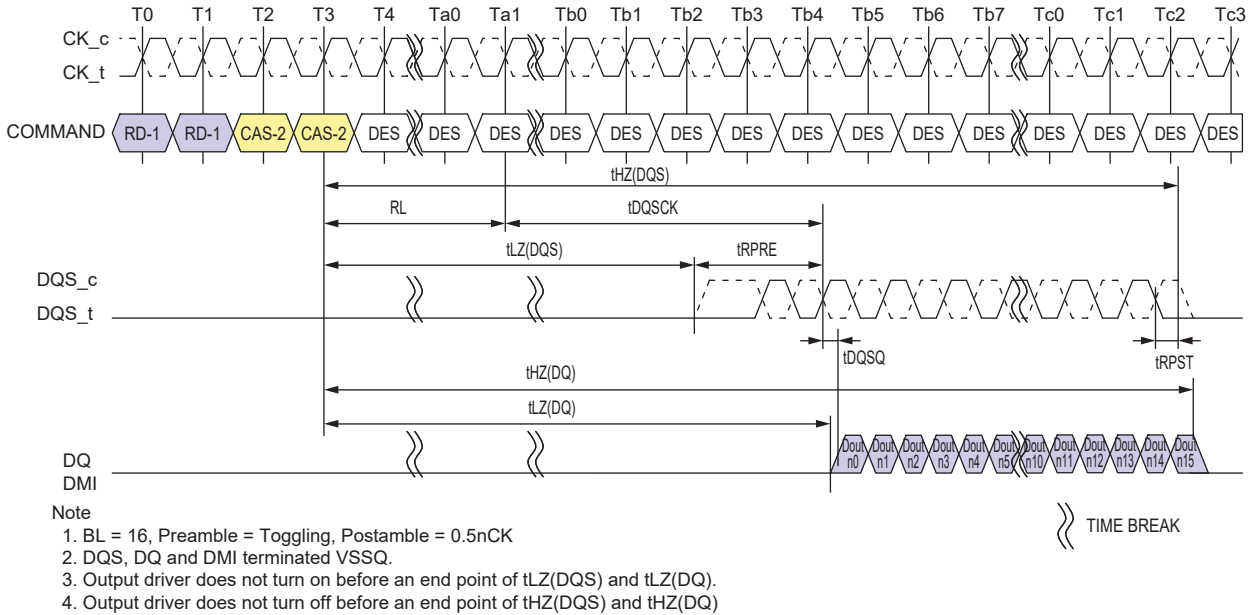 T0 T1 T2 T3 T4 Ta0 Ta1 Tb0 Tb1 Tb2 Tb3 Tb4 Tb5 Tb6 Tb7 Tc0 Tc1 Tc2 Tc3
CK_c
CK_t
COMMAND RD-1 RD-1 CAS-2 CAS-2 DES DES DES DES DES DES DES DES DES DES DES DES DES DES DES
tHZ(DQS)
RL tDQSCK
tLZ(DQS) tRPRE
DQS_c
DQS_t
tDQSQ tRPST
tHZ(DQ)
tLZ(DQ)
Dout Dout Dout Dout Dout Dout Dout Dout Dout Dout Dout Dout
n0 n1 n2 n3 n4 n5 n10 n11 n12 n13 n14 n15
DQ
DMI
Note
1. BL = 16, Preamble = Toggling, Postamble = 0.5nCK
2. DQS, DQ and DMI terminated VSSQ.
3. Output driver does not turn on before an end point of tLZ(DQS) and tLZ(DQ).
4. Output driver does not turn off before an end point of tHZ(DQS) and tHZ(DQ)
TIME BREAK